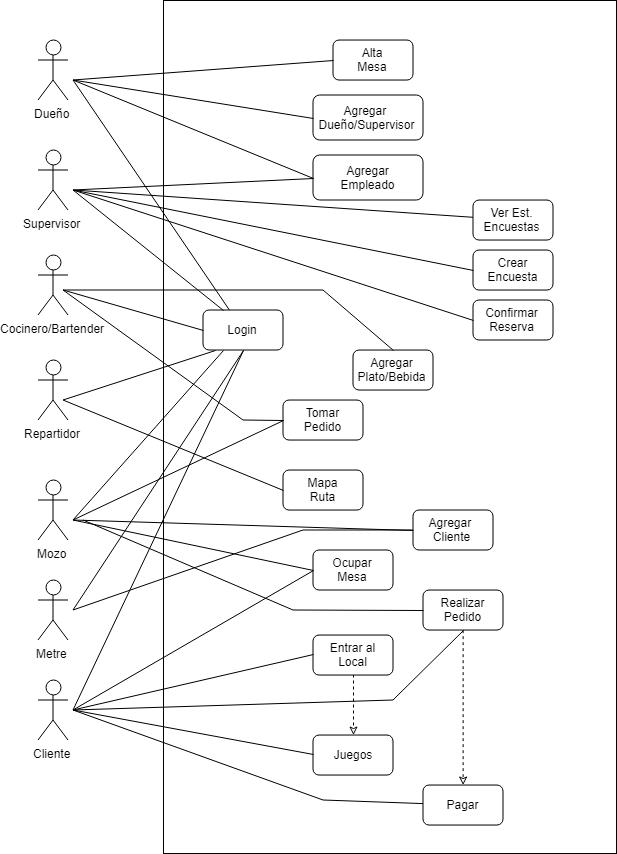 Alta
Mesa
Dueño
Agregar
Dueño/Supervisor
Agregar
Empleado
Supervisor
Ver Est.
Encuestas
Crear
Encuesta
Cocinero/Bartender
Login
Confirmar
Reserva
Agregar
Plato/Bebida
Repartidor
Tomar
Pedido
Mapa
Ruta
Mozo
Agregar
Cliente
Ocupar
Mesa
Metre
Realizar
Pedido
Entrar al
Local
Cliente
Juegos
Pagar